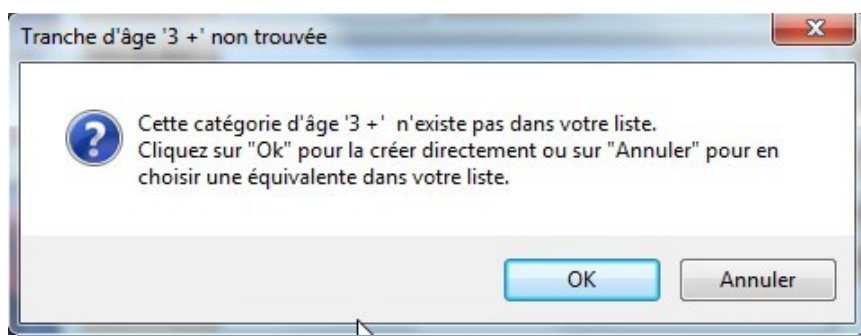 Tranche d'âge '3 +' non trouvée
Cette catégorie d'âge '3 +'  n'existe pas dans votre liste.
Cliquez sur "Ok" pour la créer directement ou sur "Annuler" pour en
choisir une équivalente dans votre liste.
OK
Annuler